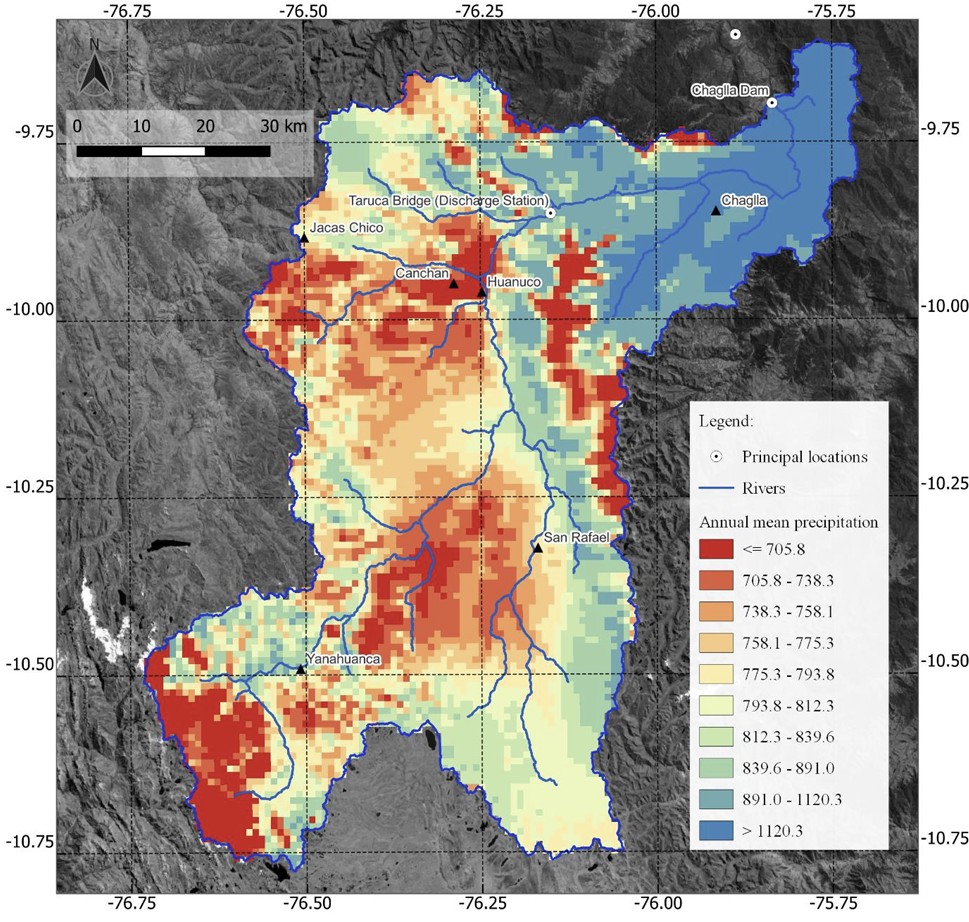 -76.75 -76.50 -76.25 -76.00 -75.75
N
Chaglla Dam
0 10 20 30 km
-9.75 -9.75
Taruca Bridge (Discharge Station)
Chaglla
Jacas Chico
Canchan
Huanuco
-10.00 -10.00
Legend:
Principal locations
Rivers
-10.25 -10.25
Annual mean precipitation
San Rafael
<= 705.8
705.8 - 738.3
738.3 - 758.1
758.1 - 775.3
Yanahuanca
-10.50 -10.50
775.3 - 793.8
793.8 - 812.3
812.3 - 839.6
839.6 - 891.0
891.0 - 1120.3
> 1120.3
-10.75 -10.75
-76.75 -76.50 -76.25 -76.00 -75.75